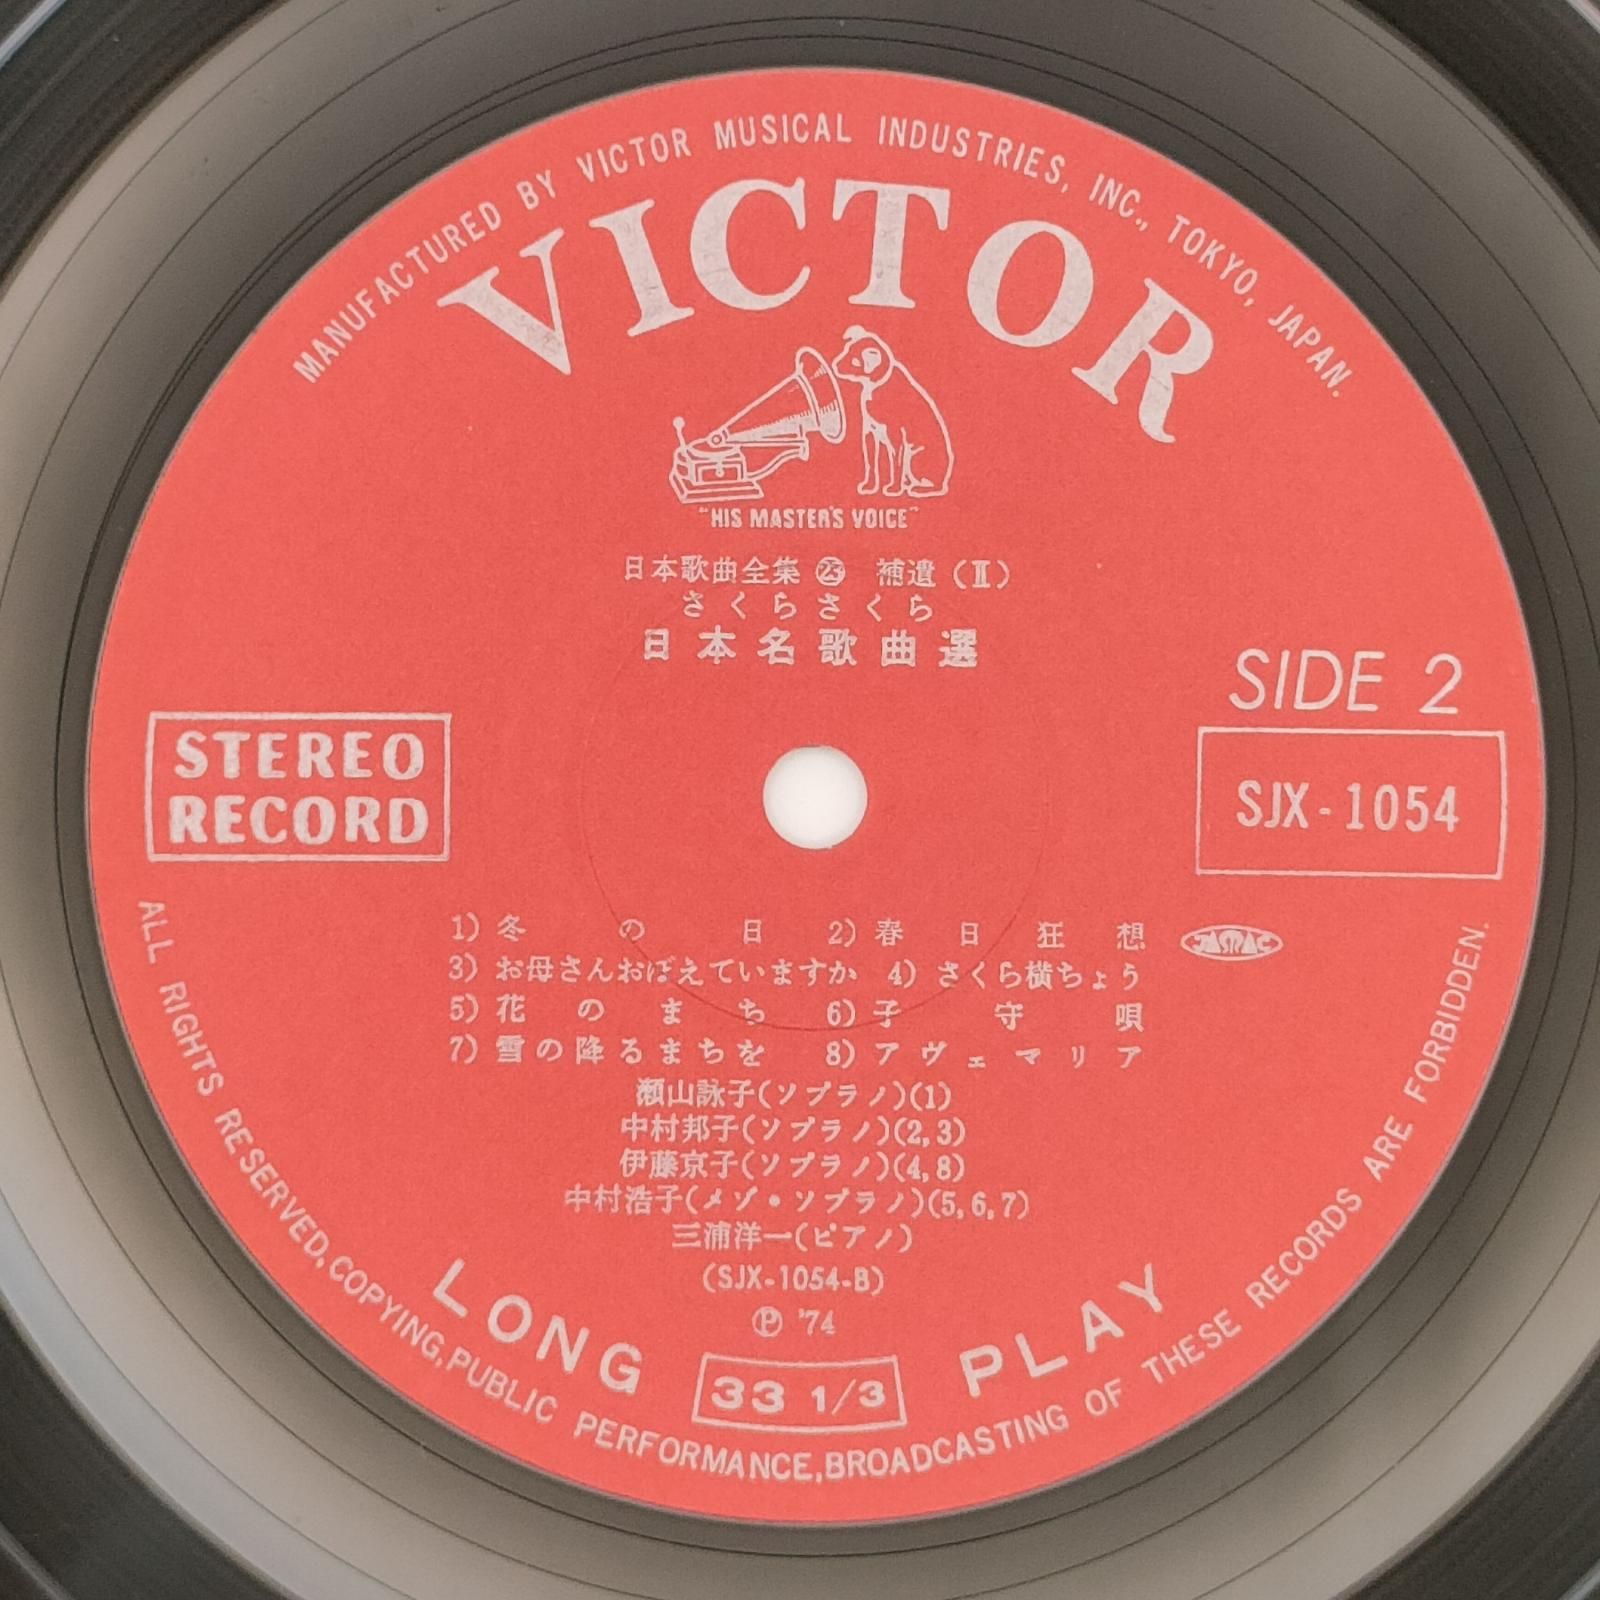 MANUFACTURED BY VICTOR MUSICAL INDUSTRIES, INC., TOKYO, JAPAN.
VICTOR
"HIS MASTER'S VOICE"
日本歌曲全集 ㉓ 補遺(Ⅱ)
さくらさくら
日本名歌曲選
SIDE 2
STEREO
RECORD
SJX-1054
1) 冬の日 2) 春日狂想
JASRAC
3) お母さんおぼえていますか 4) さくら横ちょう
5) 花のまち 6) 子守唄
7) 雪の降るまちを 8) アヴェマリア
瀬山詠子(ソプラノ)(1)
中村邦子(ソプラノ)(2,3)
伊藤京子(ソプラノ)(4,8)
中村浩子(メゾ・ソプラノ)(5,6,7)
三浦洋一(ピアノ)
(SJX-1054-B)
Ⓟ '74
LONG PLAY
33 1/3
ALL RIGHTS RESERVED,COPYING,PUBLIC PERFORMANCE,BROADCASTING OF THESE RECORDS ARE FORBIDDEN.